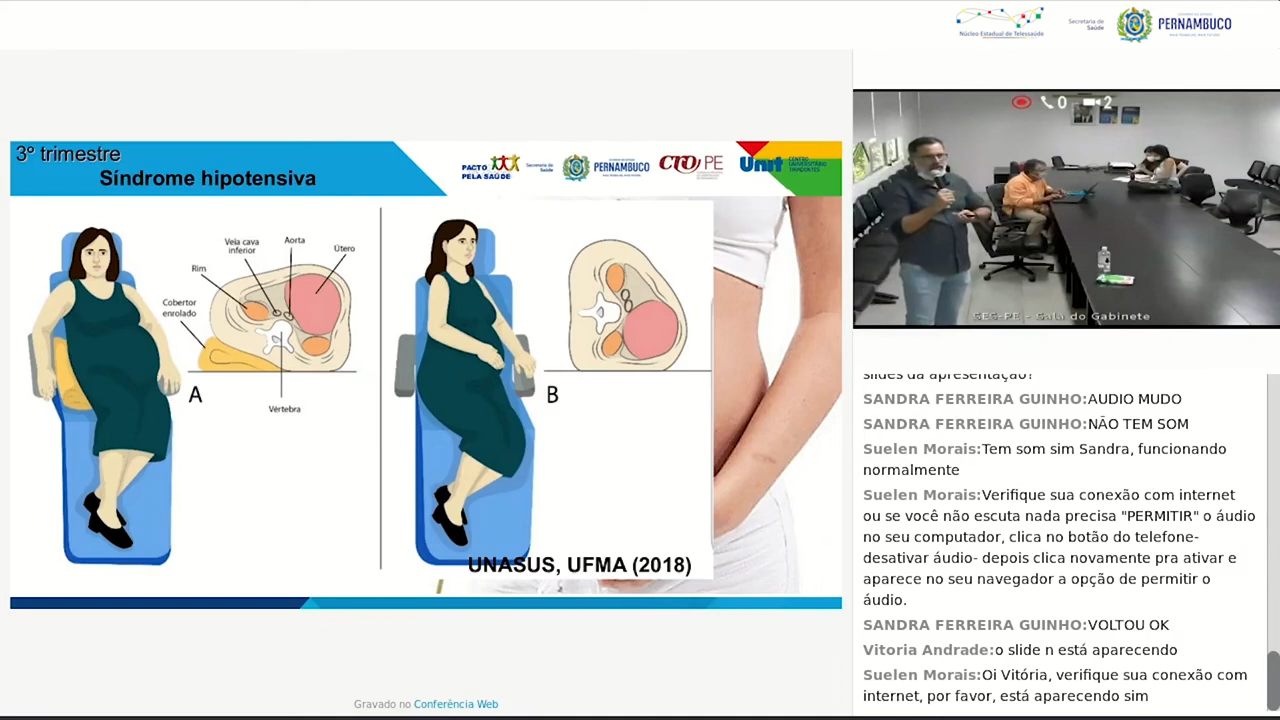 Núcleo Estadual de Telessaúde
Secretaria de
Saúde
PERNAMBUCO
3º trimestre
Síndrome hipotensiva
PACTO
PELA SAÚDE
Secretaria de
Saúde
PERNAMBUCO
CRO PE
Unit
CENTRO
UNIVERSITÁRIO
TIRADENTES
Veia cava
inferior
Aorta
Útero
Rim
Cobertor
enrolado
A
Vértebra
B
UNASUS, UFMA (2018)
Gravado no Conferência Web
0
2
SES-PE - Sala do Gabinete
slides da apresentação?
SANDRA FERREIRA GUINHO:AUDIO MUDO
SANDRA FERREIRA GUINHO:NÃO TEM SOM
Suelen Morais:Tem som sim Sandra, funcionando
normalmente
Suelen Morais:Verifique sua conexão com internet
ou se você não escuta nada precisa "PERMITIR" o áudio
no seu computador, clica no botão do telefone-
desativar áudio- depois clica novamente pra ativar e
aparece no seu navegador a opção de permitir o
áudio.
SANDRA FERREIRA GUINHO:VOLTOU OK
Vitoria Andrade:o slide n está aparecendo
Suelen Morais:Oi Vitória, verifique sua conexão com
internet, por favor, está aparecendo sim